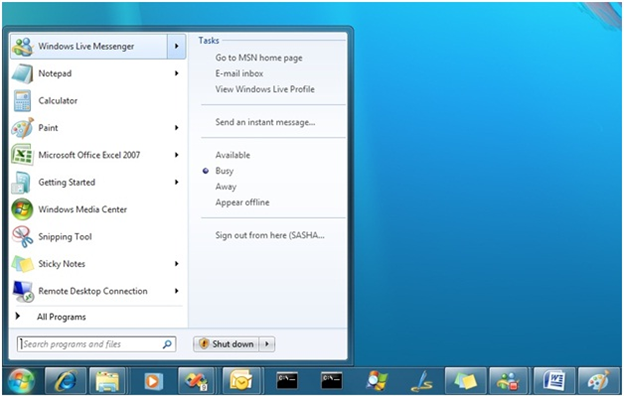 Windows Live Messenger
Notepad
Calculator
Paint
Microsoft Office Excel 2007
Getting Started
Windows Media Center
Snipping Tool
Sticky Notes
Remote Desktop Connection
All Programs
Search programs and files
Tasks
Go to MSN home page
E-mail inbox
View Windows Live Profile
Send an instant message...
Available
Busy
Away
Appear offline
Sign out from here (SASHA...
Shut down